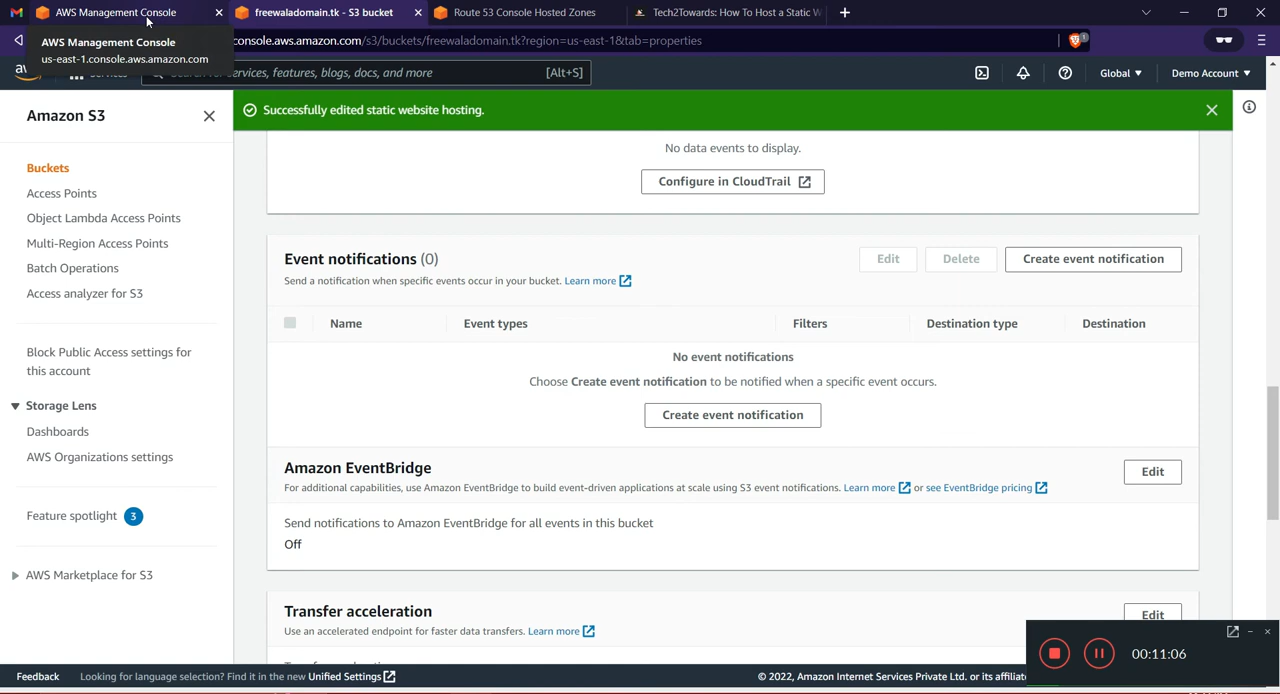 AWS Management Console
freewaladomain.tk - S3 bucket
Route 53 Console Hosted Zones
Tech2Towards: How To Host a Static W
AWS Management Console
us-east-1.console.aws.amazon.com
console.aws.amazon.com/s3/buckets/freewaladomain.tk?region=us-east-1&tab=properties
services, features, blogs, docs, and more
[Alt+S]
Global
Demo Account
Amazon S3
Successfully edited static website hosting.
Buckets
Access Points
Object Lambda Access Points
Multi-Region Access Points
Batch Operations
Access analyzer for S3
Block Public Access settings for
this account
Storage Lens
Dashboards
AWS Organizations settings
Feature spotlight 3
AWS Marketplace for S3
No data events to display.
Configure in CloudTrail
Event notifications (0)
Edit
Delete
Create event notification
Send a notification when specific events occur in your bucket. Learn more
Name
Event types
Filters
Destination type
Destination
No event notifications
Choose Create event notification to be notified when a specific event occurs.
Create event notification
Amazon EventBridge
Edit
For additional capabilities, use Amazon EventBridge to build event-driven applications at scale using S3 event notifications. Learn more or see EventBridge pricing
Send notifications to Amazon EventBridge for all events in this bucket
Off
Transfer acceleration
Edit
Use an accelerated endpoint for faster data transfers. Learn more
00:11:06
Feedback
Looking for language selection? Find it in the new Unified Settings
© 2022, Amazon Internet Services Private Ltd. or its affiliat